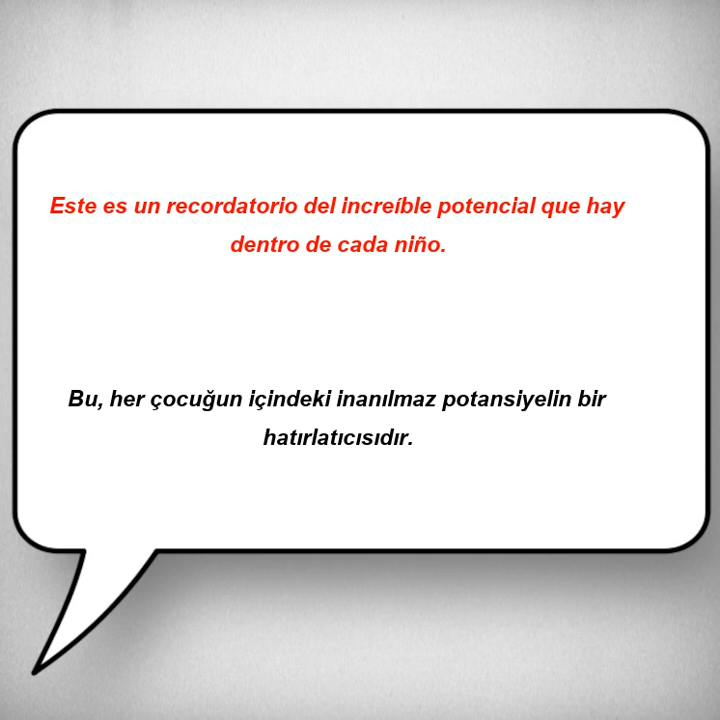 Este es un recordatorio del increíble potencial que hay
dentro de cada niño.
Bu, her çocuğun içindeki inanılmaz potansiyelin bir
hatırlatıcısıdır.